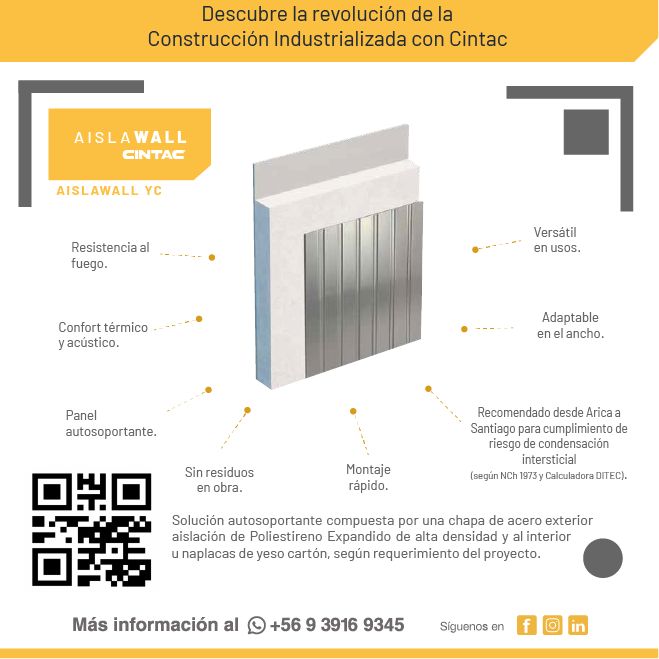 Descubre la revolución de la
Construcción Industrializada con Cintac
AISLAWALL
CINTAC
AISLAWALL YC
Resistencia al
fuego.
Confort térmico
y acústico.
Panel
autosoportante.
Sin residuos
en obra.
Montaje
rápido.
Versátil
en usos.
Adaptable
en el ancho.
Recomendado desde Arica a
Santiago para cumplimiento de
riesgo de condensación
intersticial
(según NCh 1973 y Calculadora DITEC).
Solución autosoportante compuesta por una chapa de acero exterior
aislación de Poliestireno Expandido de alta densidad y al interior
u naplacas de yeso cartón, según requerimiento del proyecto.
Más información al +56 9 3916 9345
Síguenos en